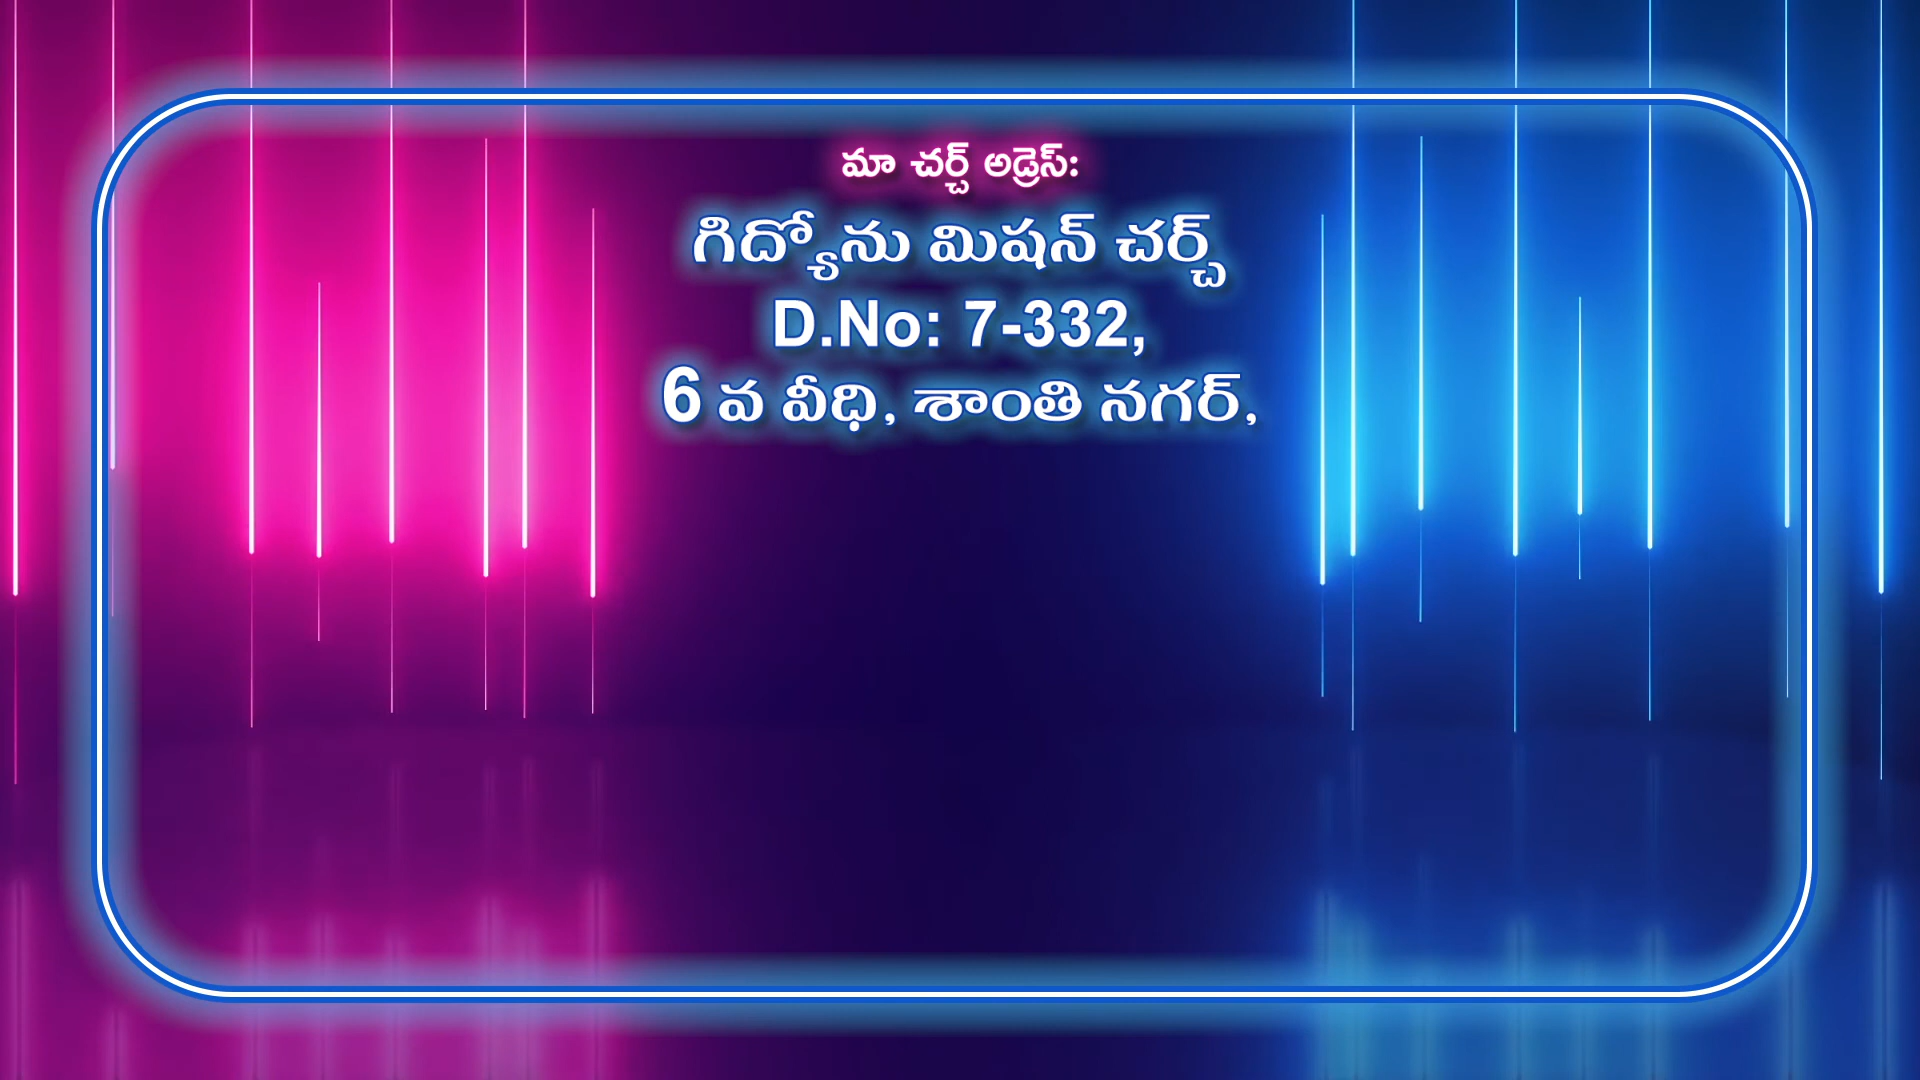 మా చర్చ్ అడ్రెస్:
గిద్యోను మిషన్ చర్చ్
D.No: 7-332,
6 వ వీధి, శాంతి నగర్,